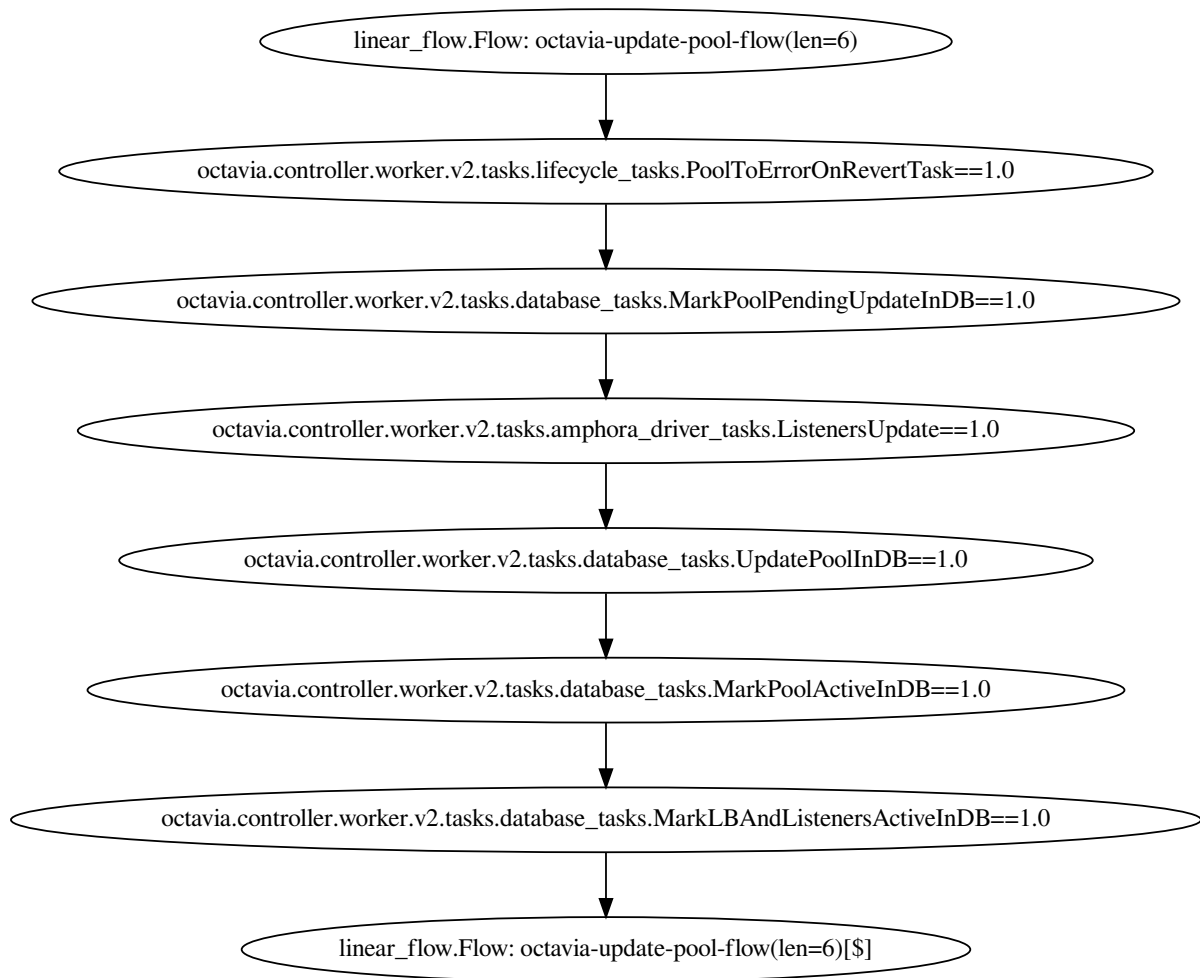 linear_flow.Flow: octavia-update-pool-flow(len=6)
octavia.controller.worker.v2.tasks.lifecycle_tasks.PoolToErrorOnRevertTask==1.0
octavia.controller.worker.v2.tasks.database_tasks.MarkPoolPendingUpdateInDB==1.0
octavia.controller.worker.v2.tasks.amphora_driver_tasks.ListenersUpdate==1.0
octavia.controller.worker.v2.tasks.database_tasks.UpdatePoolInDB==1.0
octavia.controller.worker.v2.tasks.database_tasks.MarkPoolActiveInDB==1.0
octavia.controller.worker.v2.tasks.database_tasks.MarkLBAndListenersActiveInDB==1.0
linear_flow.Flow: octavia-update-pool-flow(len=6)[$]